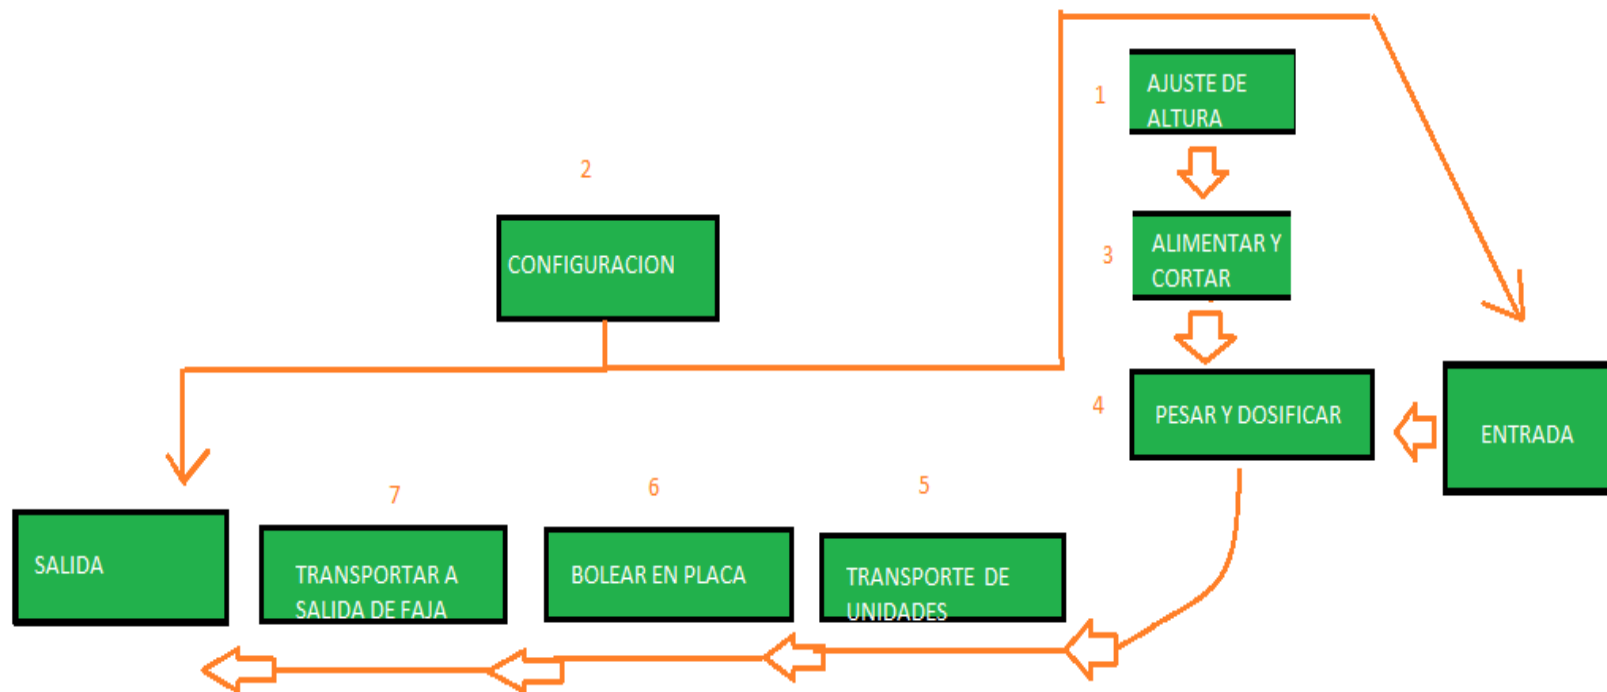 1
AJUSTE DE
ALTURA
2
CONFIGURACION
3
ALIMENTAR Y
CORTAR
4
PESAR Y DOSIFICAR
ENTRADA
5
TRANSPORTE DE
UNIDADES
6
BOLEAR EN PLACA
7
TRANSPORTAR A
SALIDA DE FAJA
SALIDA